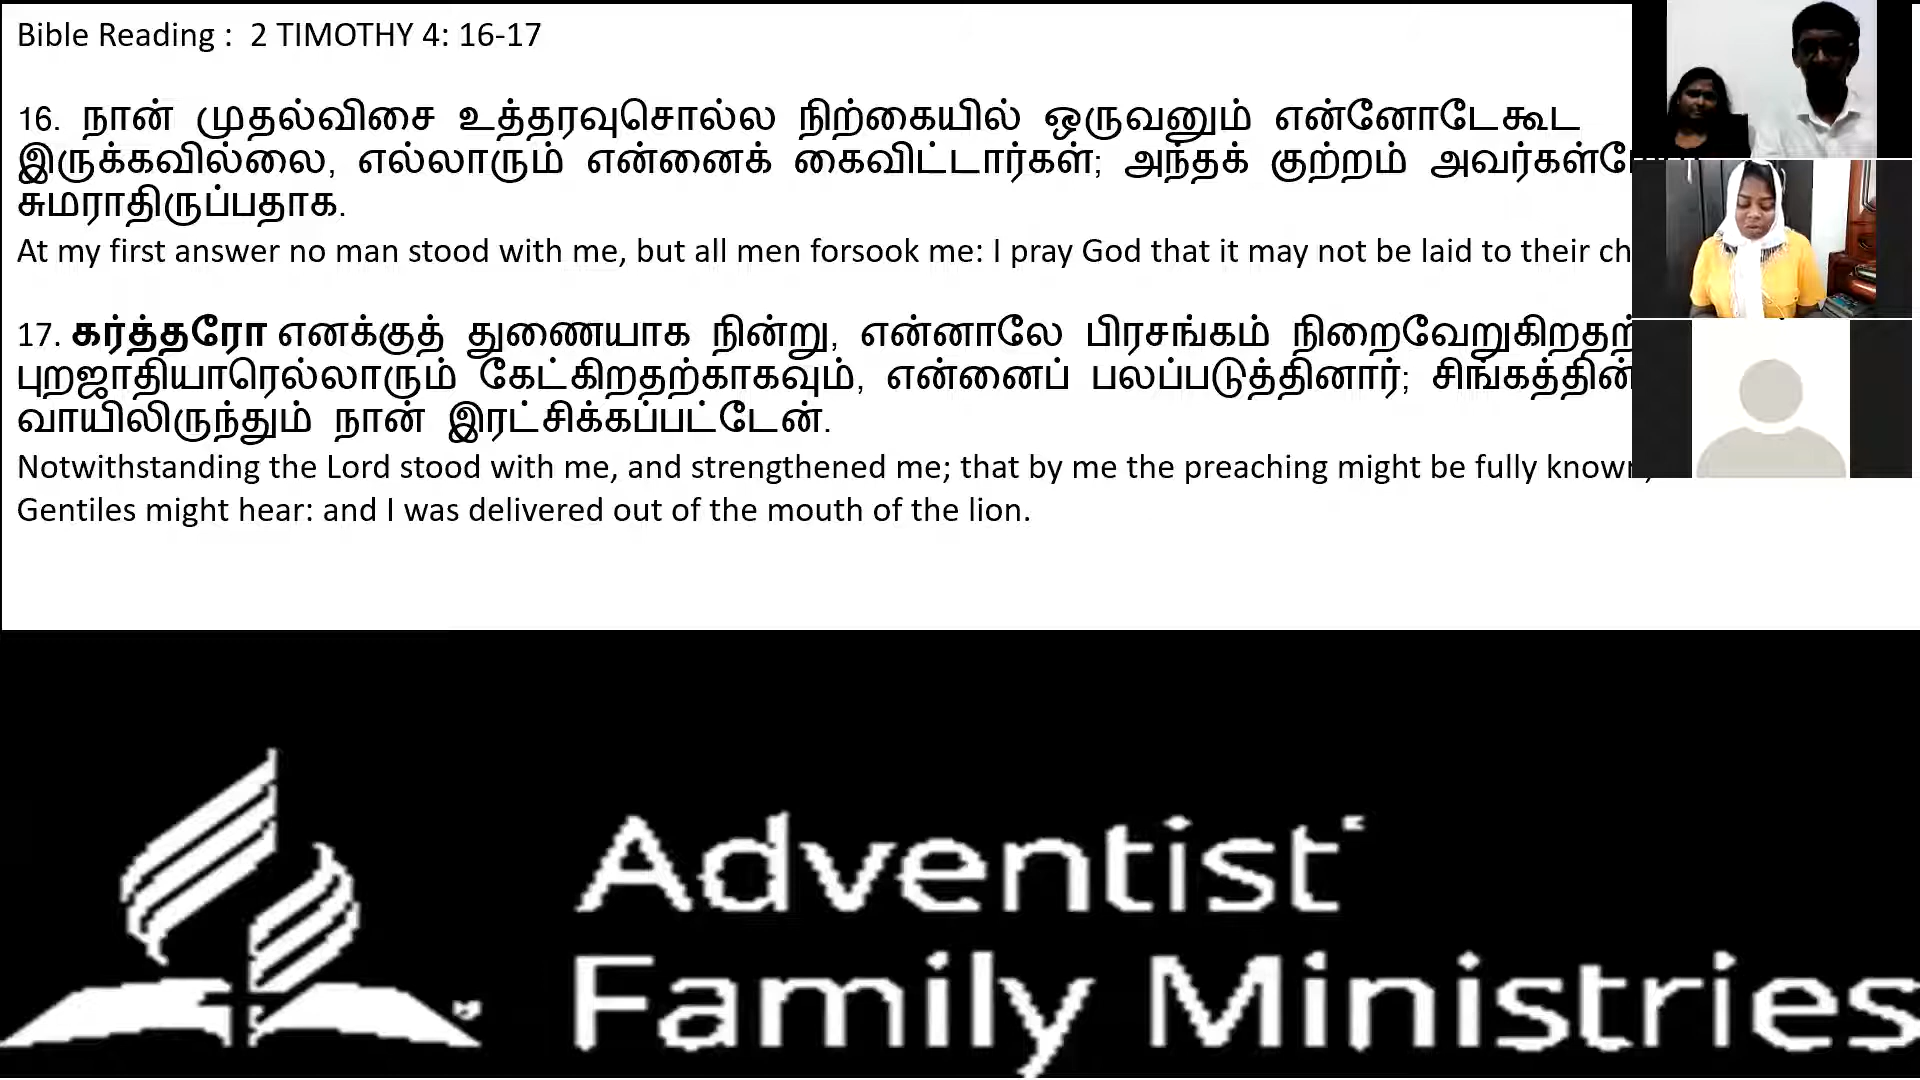 Bible Reading : 2 TIMOTHY 4: 16-17
16. நான் முதல்விசை உத்தரவுசொல்ல நிற்கையில் ஒருவனும் என்னோடேகூட
இருக்கவில்லை, எல்லாரும் என்னைக் கைவிட்டார்கள்; அந்தக் குற்றம்
சுமராதிருப்பதாக.
At my first answer no man stood with me, but all men forsook me: I pray God that it may not be laid to their
17. கர்த்தரோ எனக்குத் துணையாக நின்று, என்னாலே பிரசங்கம்
புறஜாதியாரெல்லாரும் கேட்கிறதற்காகவும், என்னைப் பலப்படுத்தினார்; சிங்கத்தின்
வாயிலிருந்தும் நான் இரட்சிக்கப்பட்டேன்.
Notwithstanding the Lord stood with me, and strengthened me; that by me the preaching might be fully known,
Gentiles might hear: and I was delivered out of the mouth of the lion.
Adventist
Family Ministries